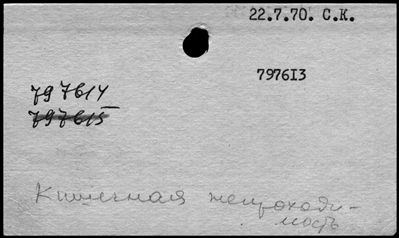 22.7.70. С.К.
797613
797614
797615
Кишечная непроходи-
мость